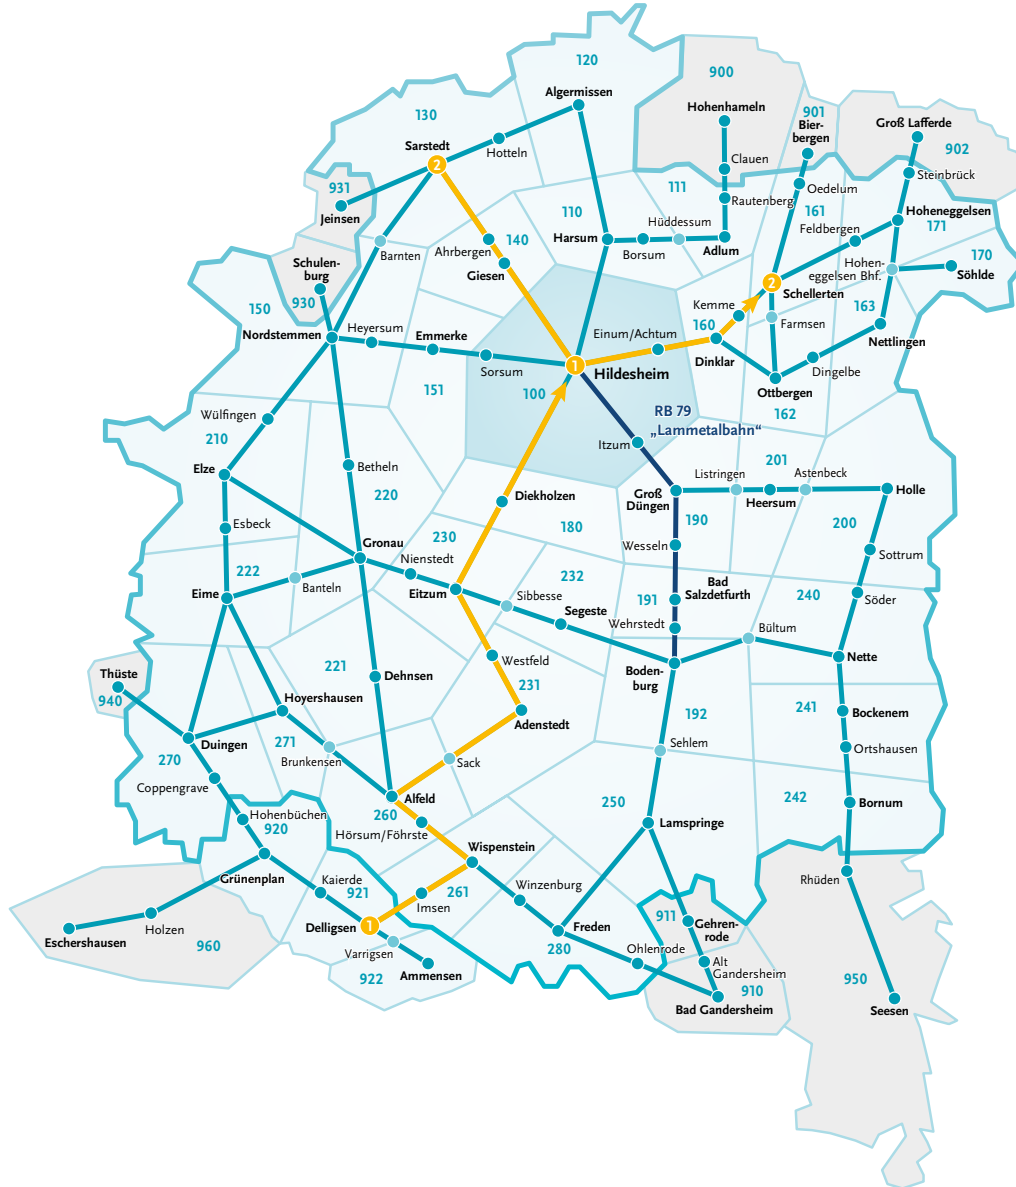 120
900
Algermissen
Hohenhameln
130
901
Bier-
bergen
Groß Lafferde
902
Sarstedt
Hotteln
Clauen
Steinbrück
931
111
Oedelum
Jeinsen
Rautenberg
161
Hoheneggelsen
110
Hüddessum
Feldbergen
171
140
Harsum
Ahrbergen
Barnten
Borsum
Adlum
Hohen-
eggelsen Bhf.
170
Söhlde
Schulen-
burg
Giesen
Schellerten
930
150
Kemme
163
Nordstemmen
Heyersum
Emmerke
Einum/Achtum
160
Farmsen
Nettlingen
Sorsum
Hildesheim
Dinklar
Dingelbe
151
100
Ottbergen
RB 79
„Lammetalbahn“
162
Wülfingen
210
Itzum
201
Elze
Betheln
Listringen
Astenbeck
Diekholzen
Groß
Düngen
Heersum
Holle
220
190
200
Esbeck
230
180
Gronau
Nienstedt
Wesseln
Sottrum
222
232
Banteln
Eime
Eitzum
Sibbesse
Segeste
191
Bad
Salzdetfurth
240
Söder
Wehrstedt
Bültum
Westfeld
Nette
Thüste
221
Dehnsen
231
Boden-
burg
940
Hoyershausen
Adenstedt
192
241
Bockenem
Duingen
271
Sehlem
Ortshausen
270
Brunkensen
Sack
Coppengrave
Alfeld
250
242
Bornum
Hohenbüchen
260
920
Hörsum/Föhrste
Lamspringe
Wispenstein
Grünenplan
Kaierde
Rhüden
921
261
Winzenburg
Imsen
911
Gehren-
rode
Delligsen
Freden
Eschershausen
Holzen
960
Varrigsen
280
Ohlenrode
Alt
Gandersheim
922
Ammensen
910
950
Bad Gandersheim
Seesen
2
2
1
1